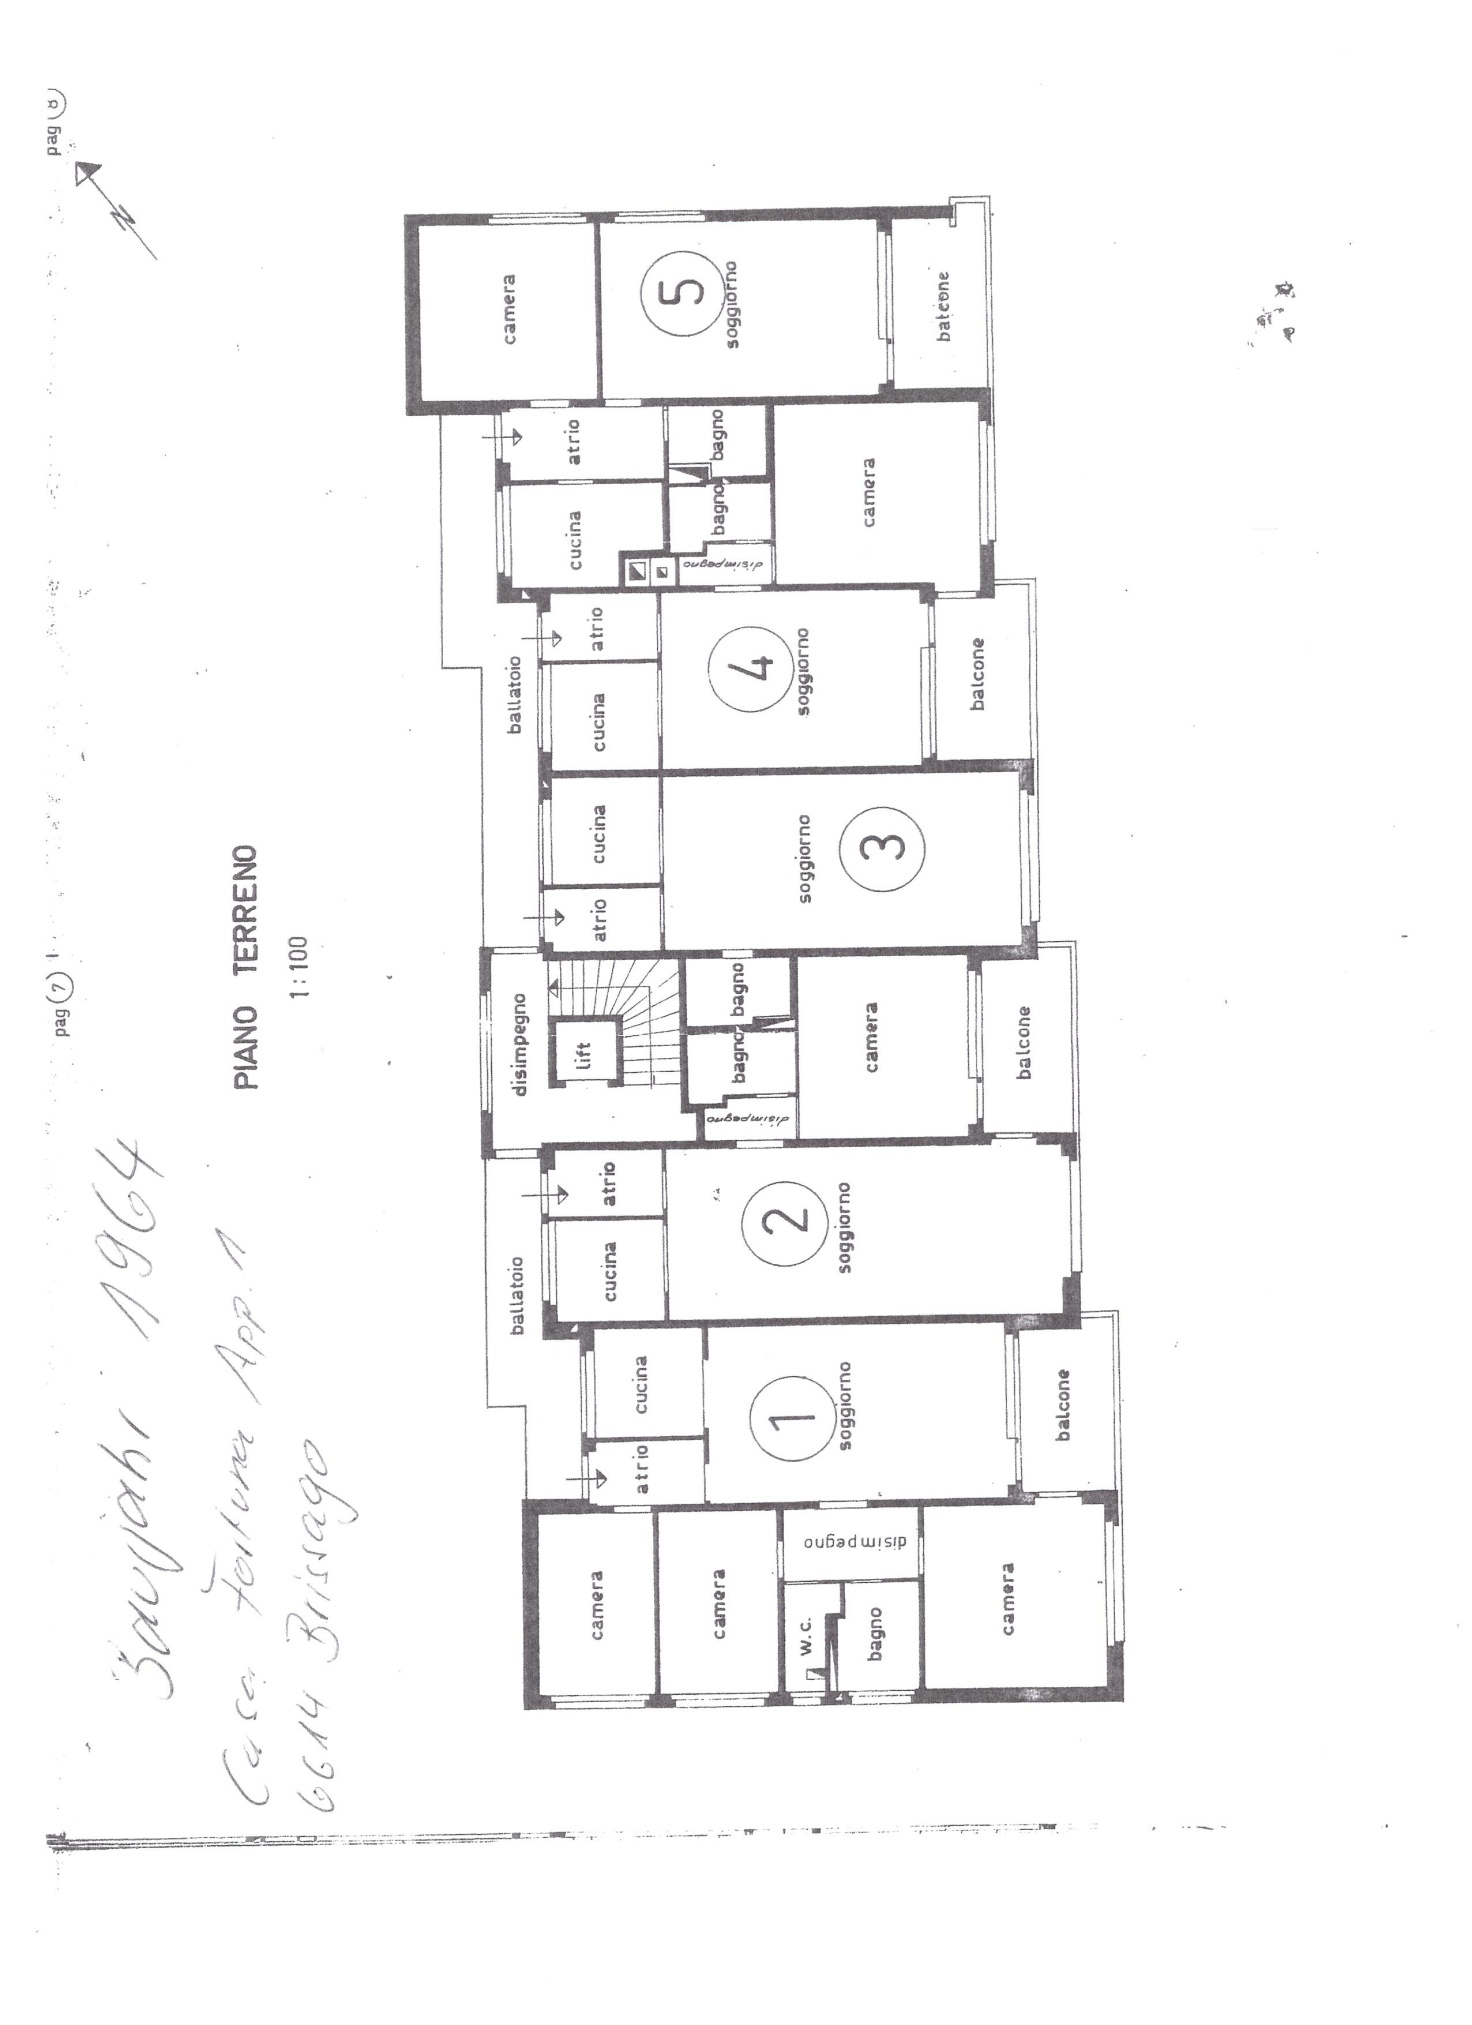 Baujahr 1964
Casa Fortuna App. 1
6614 Brissago
PIANO TERRENO
1:100
pag 7
pag 8
N
camera
camera
w.c.
bagno
disimpegno
camera
atrio
cucina
1
soggiorno
balcone
ballatoio
cucina
atrio
2
soggiorno
disimpegno
lift
disimpegno
bagno
bagno
camera
balcone
atrio
cucina
soggiorno
3
ballatoio
cucina
atrio
4
soggiorno
balcone
cucina
atrio
disimpegno
bagno
bagno
camera
camera
5
soggiorno
balcone